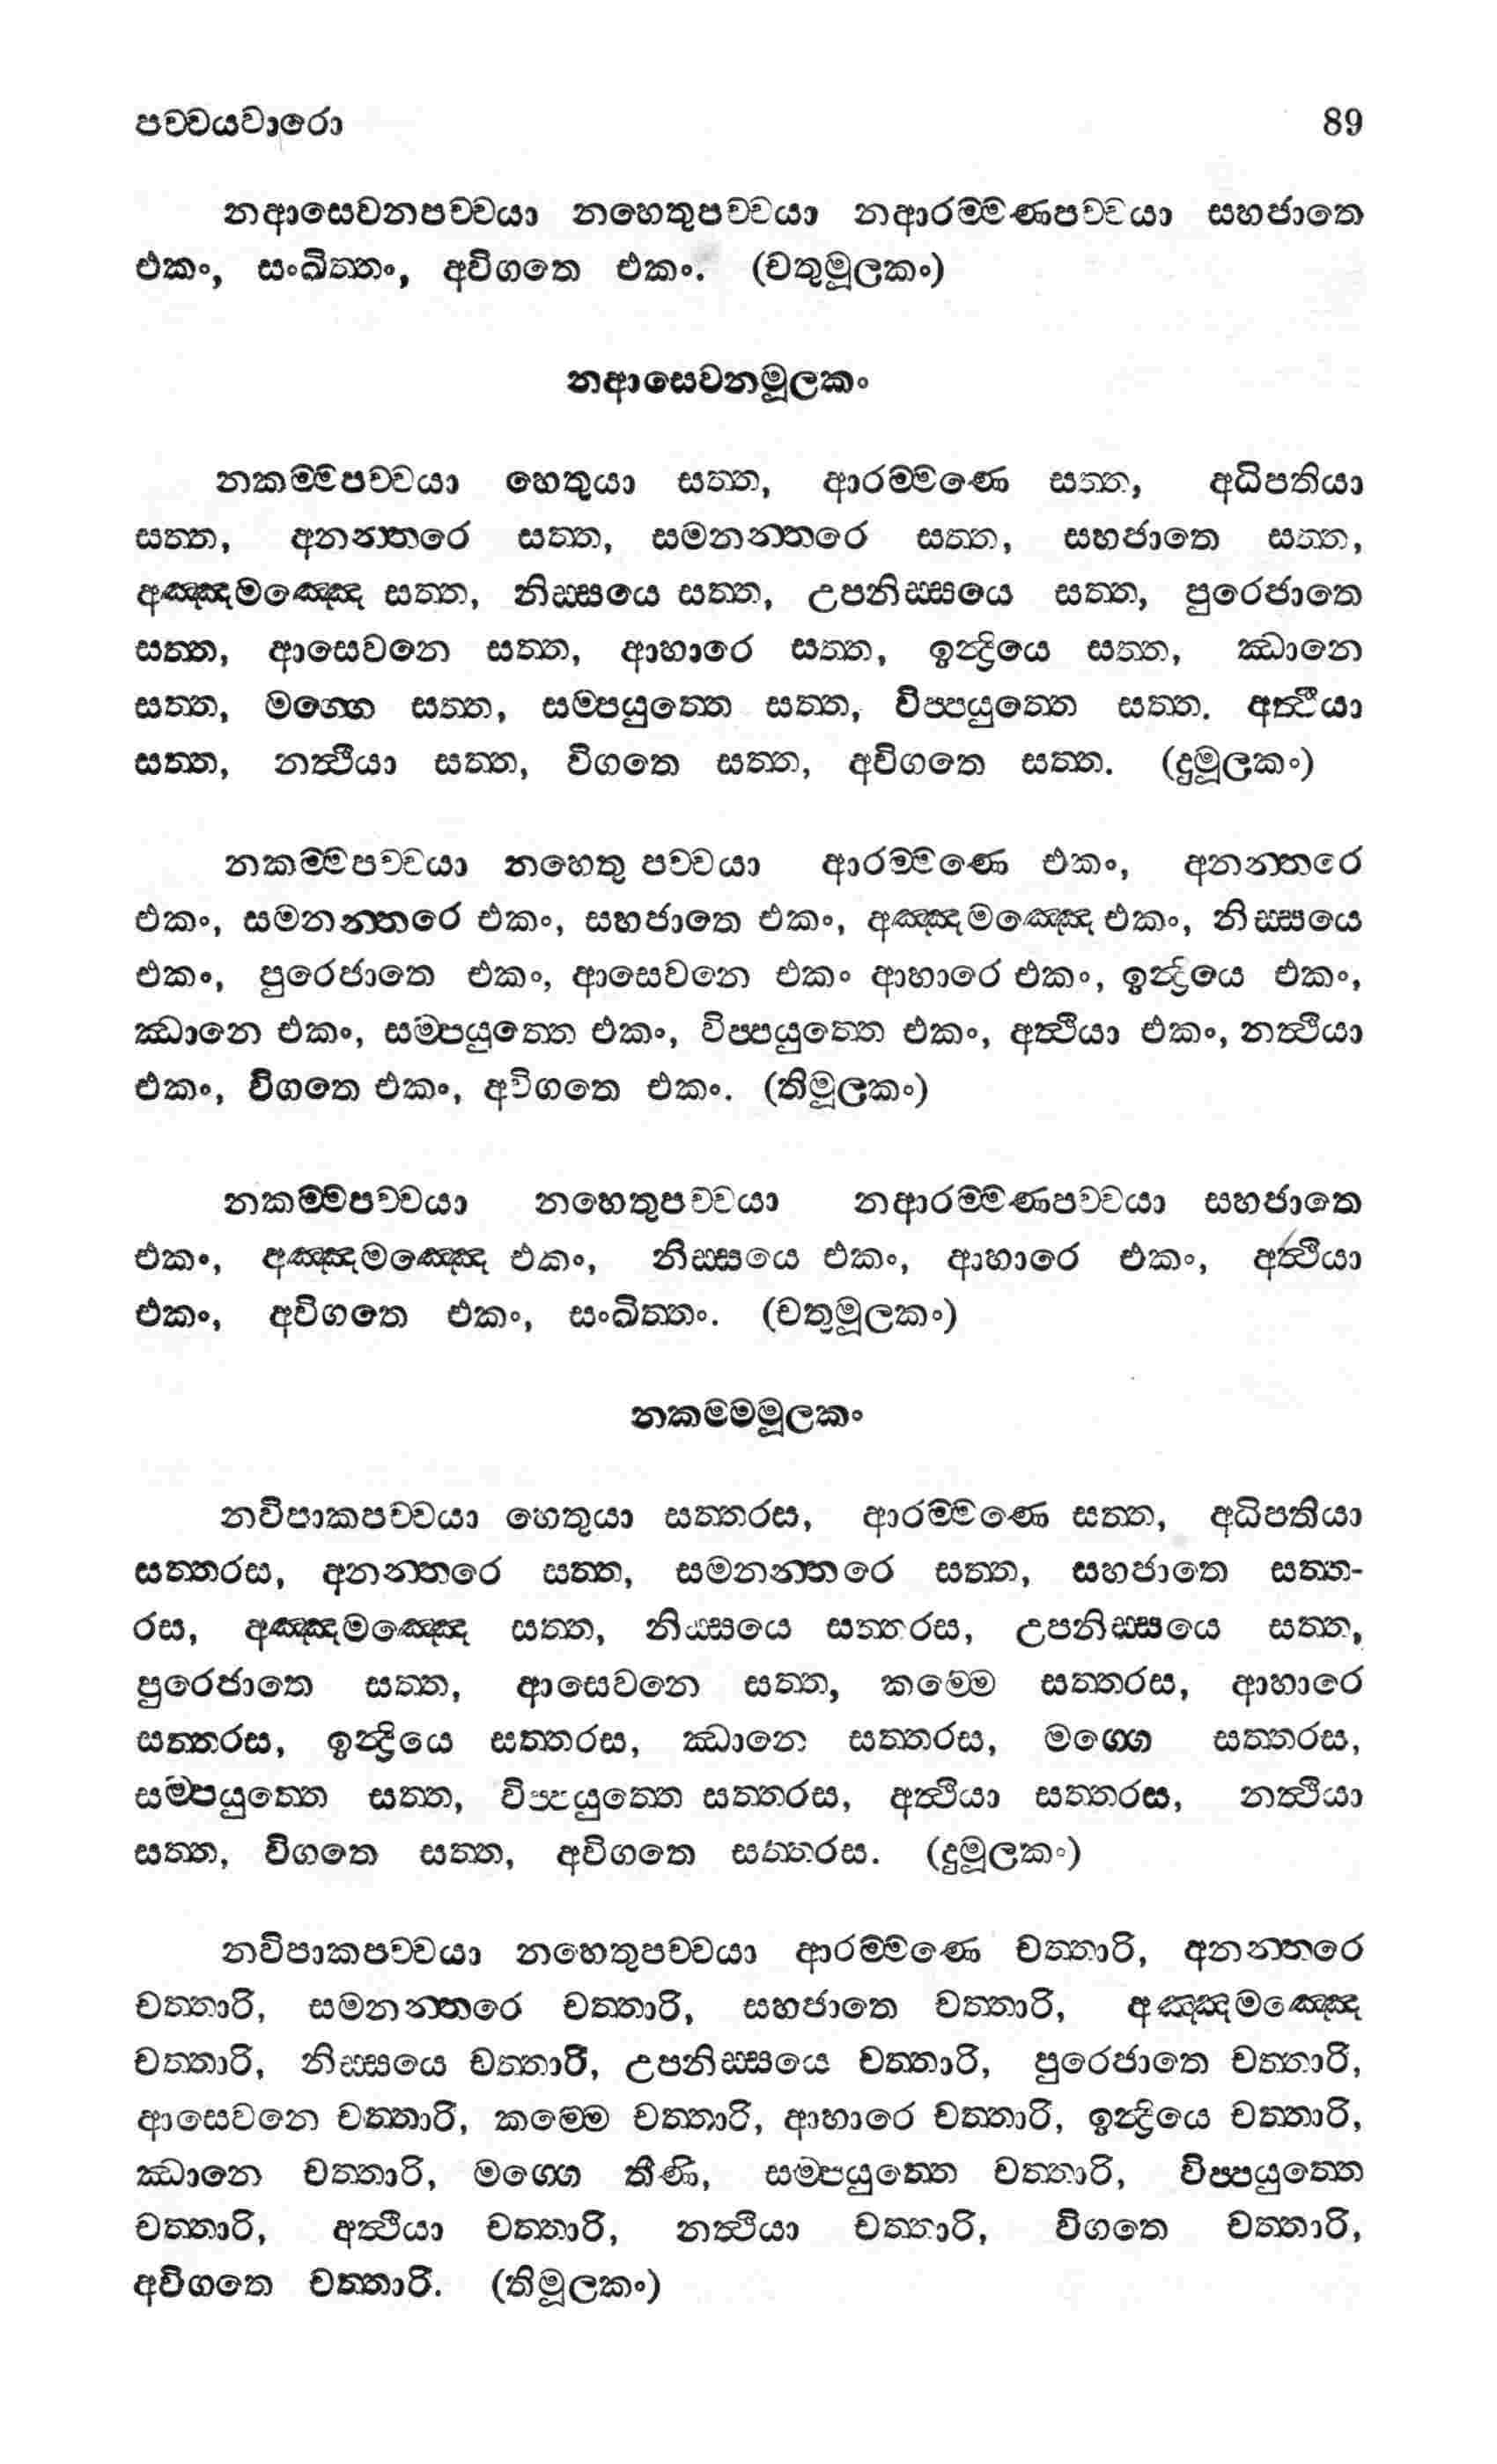 පච්චයවාරො 89
නආසෙවනපච්චයා නහෙතුපච්චයා නආරම්මණපච්චයා සහජාතෙ
එකං, සංඛිත්තං, අවිගතෙ එකං. (චතුමූලකං)
නආසෙවනමූලකං
නකම්මපච්චයා හෙතුයා සත්ත, ආරම්මණෙ සත්ත, අධිපතියා
සත්ත, අනන්තරෙ සත්ත, සමනන්තරෙ සත්ත, සහජාතෙ සත්ත,
අඤ්ඤමඤ්ඤෙ සත්ත, නිස්සයෙ සත්ත, උපනිස්සයෙ සත්ත, පුරෙජාතෙ
සත්ත, ආසෙවනෙ සත්ත, ආහාරෙ සත්ත, ඉන්ද්‍රියෙ සත්ත, ඣානෙ
සත්ත, මග්ගෙ සත්ත, සම්පයුත්තෙ සත්ත, විප්පයුත්තෙ සත්ත. අත්ථියා
සත්ත, නත්ථියා සත්ත, විගතෙ සත්ත, අවිගතෙ සත්ත. (දුමූලකං)
නකම්මපච්චයා නහෙතු පච්චයා ආරම්මණෙ එකං, අනන්තරෙ
එකං, සමනන්තරෙ එකං, සහජාතෙ එකං, අඤ්ඤමඤ්ඤෙ එකං, නිස්සයෙ
එකං, පුරෙජාතෙ එකං, ආසෙවනෙ එකං ආහාරෙ එකං, ඉන්ද්‍රියෙ එකං,
ඣානෙ එකං, සම්පයුත්තෙ එකං, විප්පයුත්තෙ එකං, අත්ථියා එකං, නත්ථියා
එකං, විගතෙ එකං, අවිගතෙ එකං. (තිමූලකං)
නකම්මපච්චයා නහෙතුපච්චයා නආරම්මණපච්චයා සහජාතෙ
එකං, අඤ්ඤමඤ්ඤෙ එකං, නිස්සයෙ එකං, ආහාරෙ එකං, අත්ථියා
එකං, අවිගතෙ එකං, සංඛිත්තං. (චතුමූලකං)
නකම්මමූලකං
නවිපාකපච්චයා හෙතුයා සත්තරස, ආරම්මණෙ සත්ත, අධිපතියා
සත්තරස, අනන්තරෙ සත්ත, සමනන්තරෙ සත්ත, සහජාතෙ සත්ත-
රස, අඤ්ඤමඤ්ඤෙ සත්ත, නිස්සයෙ සත්තරස, උපනිස්සයෙ සත්ත,
පුරෙජාතෙ සත්ත, ආසෙවනෙ සත්ත, කම්මෙ සත්තරස, ආහාරෙ
සත්තරස, ඉන්ද්‍රියෙ සත්තරස, ඣානෙ සත්තරස, මග්ගෙ සත්තරස,
සම්පයුත්තෙ සත්ත, විප්පයුත්තෙ සත්තරස, අත්ථියා සත්තරස, නත්ථියා
සත්ත, විගතෙ සත්ත, අවිගතෙ සත්තරස. (දුමූලකං)
නවිපාකපච්චයා නහෙතුපච්චයා ආරම්මණෙ චත්තාරි, අනන්තරෙ
චත්තාරි, සමනන්තරෙ චත්තාරි, සහජාතෙ චත්තාරි, අඤ්ඤමඤ්ඤෙ
චත්තාරි, නිස්සයෙ චත්තාරි, උපනිස්සයෙ චත්තාරි, පුරෙජාතෙ චත්තාරි,
ආසෙවනෙ චත්තාරි, කම්මෙ චත්තාරි, ආහාරෙ චත්තාරි, ඉන්ද්‍රියෙ චත්තාරි,
ඣානෙ චත්තාරි, මග්ගෙ තීණි, සම්පයුත්තෙ චත්තාරි, විප්පයුත්තෙ
චත්තාරි, අත්ථියා චත්තාරි, නත්ථියා චත්තාරි, විගතෙ චත්තාරි,
අවිගතෙ චත්තාරි. (තිමූලකං)